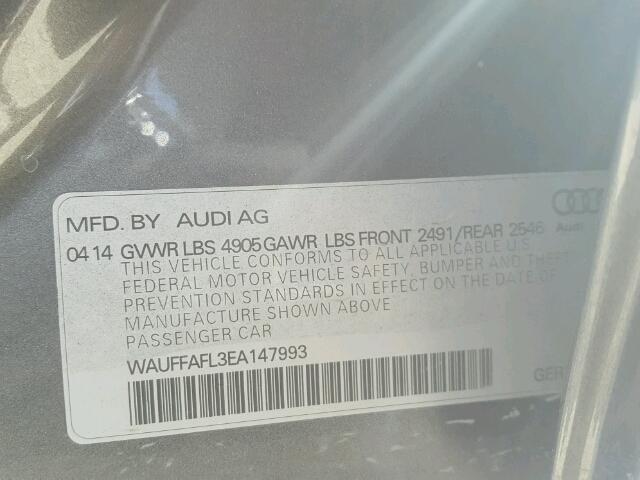 MFD. BY AUDI AG
0414 GVWR LBS 4905 GAWR LBS FRONT 2491/REAR 2546
Audi
THIS VEHICLE CONFORMS TO ALL APPLICABLE U.S.
FEDERAL MOTOR VEHICLE SAFETY, BUMPER AND THEFT
PREVENTION STANDARDS IN EFFECT ON THE DATE OF
MANUFACTURE SHOWN ABOVE
PASSENGER CAR
WAUFFAFL3EA147993
GER